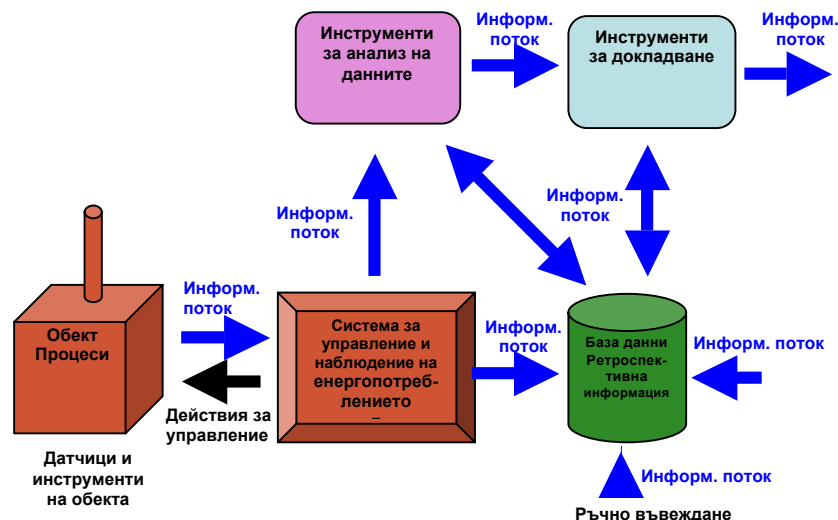 Инструменти
за анализ на
данните
Информ.
поток
Инструменти
за докладване
Информ.
поток
Информ.
поток
Информ.
поток
Обект
Процеси
Информ.
поток
Система за
управление и
наблюдение на
енергопотреб-
лението
–
Информ.
поток
База данни
Ретроспек-
тивна
информация
Информ. поток
Действия за
управление
Датчици и
инструменти
на обекта
Информ. поток
Ръчно въвеждане